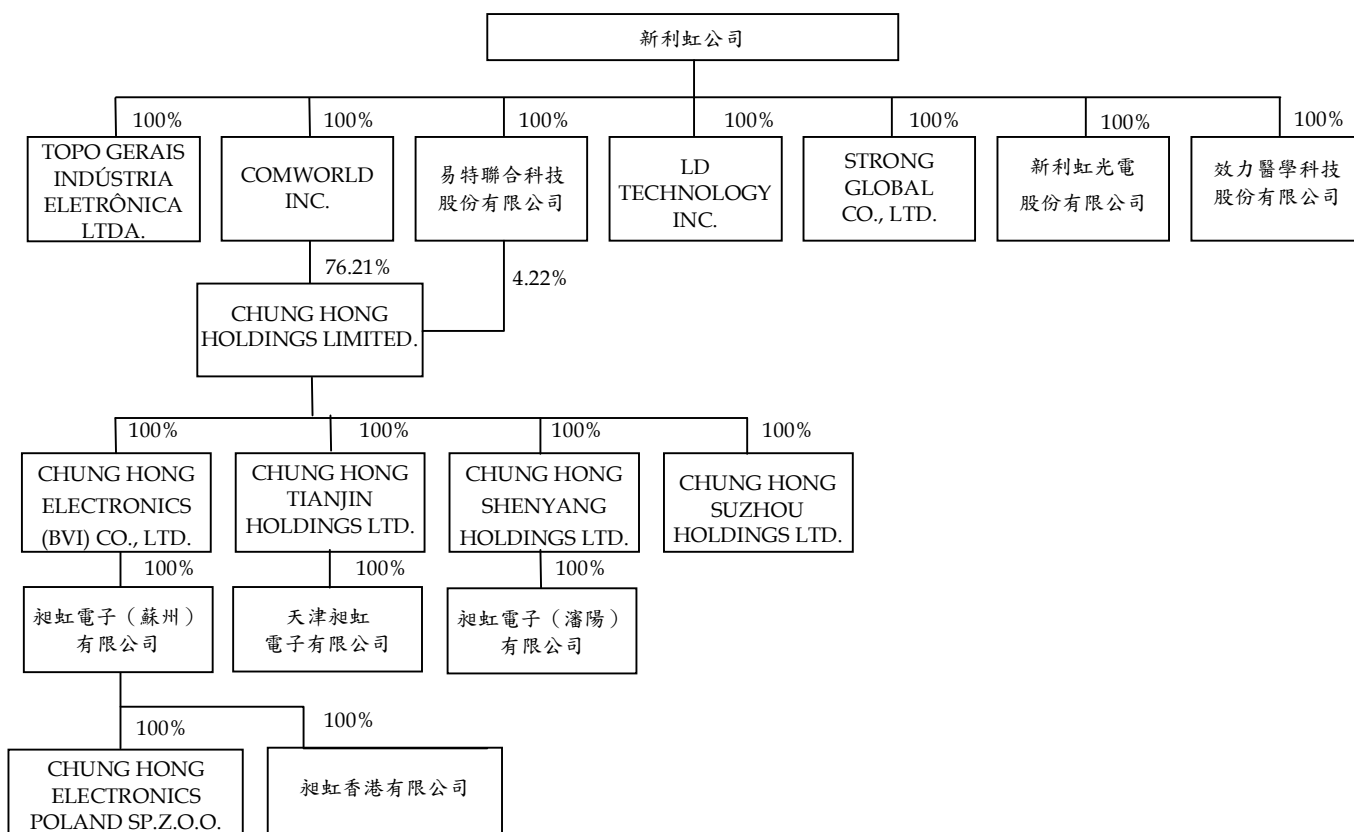 新利虹公司
100%
100%
100%
100%
100%
100%
100%
TOPO GERAIS
INDÚSTRIA
ELETRÔNICA
LTDA.
COMWORLD
INC.
易特聯合科技
股份有限公司
LD
TECHNOLOGY
INC.
STRONG
GLOBAL
CO., LTD.
新利虹光電
股份有限公司
效力醫學科技
股份有限公司
76.21%
4.22%
CHUNG HONG
HOLDINGS LIMITED.
100%
100%
100%
100%
CHUNG HONG
ELECTRONICS
(BVI) CO., LTD.
CHUNG HONG
TIANJIN
HOLDINGS LTD.
CHUNG HONG
SHENYANG
HOLDINGS LTD.
CHUNG HONG
SUZHOU
HOLDINGS LTD.
100%
100%
100%
昶虹電子（蘇州）
有限公司
天津昶虹
電子有限公司
昶虹電子（瀋陽）
有限公司
100%
100%
CHUNG HONG
ELECTRONICS
POLAND SP.Z.O.O.
昶虹香港有限公司